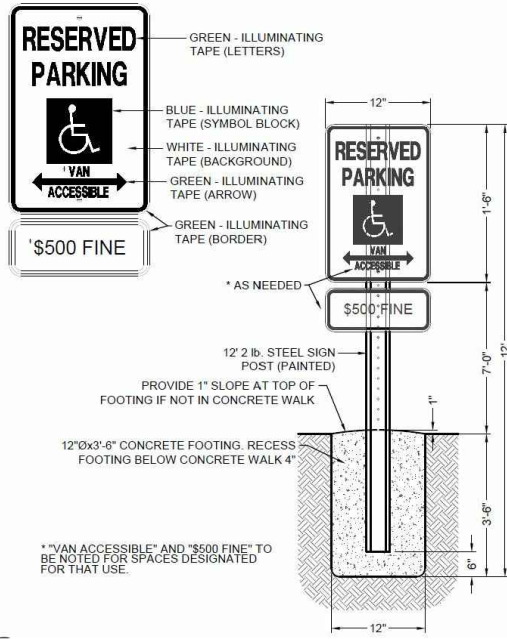 RESERVED
PARKING
VAN
ACCESSIBLE
$500 FINE
GREEN - ILLUMINATING
TAPE (LETTERS)
BLUE - ILLUMINATING
TAPE (SYMBOL BLOCK)
WHITE - ILLUMINATING
TAPE (BACKGROUND)
GREEN - ILLUMINATING
TAPE (ARROW)
GREEN - ILLUMINATING
TAPE (BORDER)
12"
RESERVED
PARKING
VAN
ACCESSIBLE
$500 FINE
* AS NEEDED
1'-6"
7'-0"
12'
12' 2 lb. STEEL SIGN
POST (PAINTED)
PROVIDE 1" SLOPE AT TOP OF
FOOTING IF NOT IN CONCRETE WALK
1"
12"Øx3'-6" CONCRETE FOOTING. RECESS
FOOTING BELOW CONCRETE WALK 4"
3'-6"
6"
12"
* "VAN ACCESSIBLE" AND "$500 FINE" TO
BE NOTED FOR SPACES DESIGNATED
FOR THAT USE.